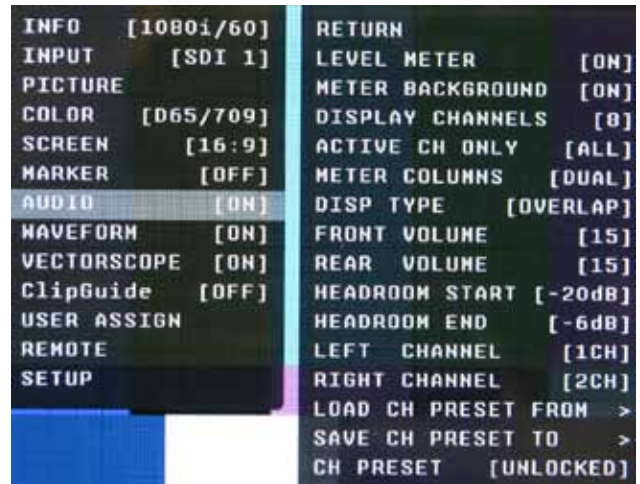 INFO [1080i/60]
INPUT [SDI 1]
PICTURE
COLOR [D65/709]
SCREEN [16:9]
MARKER [OFF]
AUDIO [ON]
WAVEFORM [ON]
VECTORSCOPE [ON]
ClipGuide [OFF]
USER ASSIGN
REMOTE
SETUP
RETURN
LEVEL METER [ON]
METER BACKGROUND [ON]
DISPLAY CHANNELS [8]
ACTIVE CH ONLY [ALL]
METER COLUMNS [DUAL]
DISP TYPE [OVERLAP]
FRONT VOLUME [15]
REAR VOLUME [15]
HEADROOM START [-20dB]
HEADROOM END [-6dB]
LEFT CHANNEL [1CH]
RIGHT CHANNEL [2CH]
LOAD CH PRESET FROM >
SAVE CH PRESET TO >
CH PRESET [UNLOCKED]